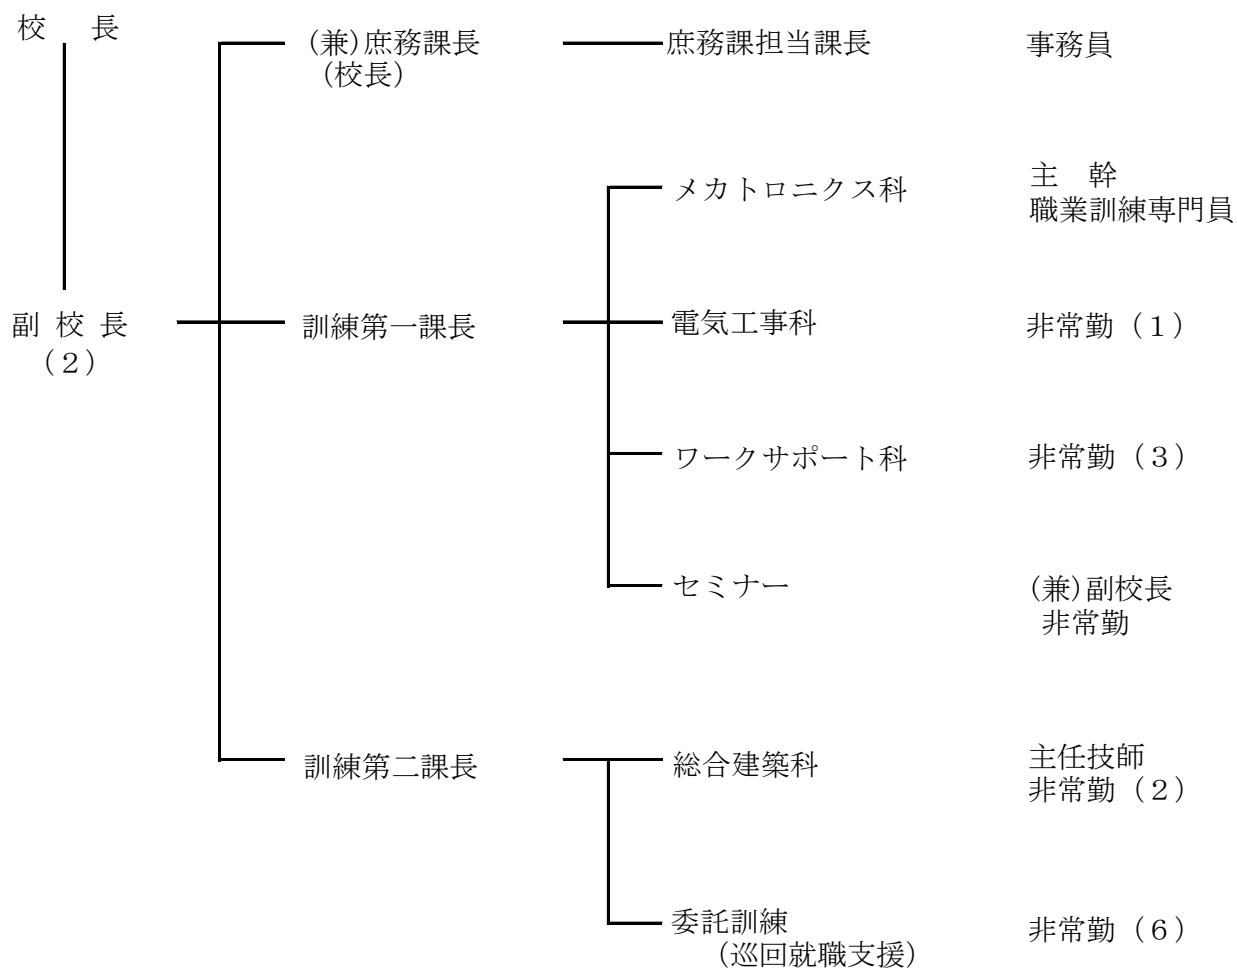 校　長
(兼)庶務課長
(校長)
庶務課担当課長
事務員
メカトロニクス科
主　幹
職業訓練専門員
副 校 長
(２)
訓練第一課長
電気工事科
非常勤（１）
ワークサポート科
非常勤（３）
セミナー
(兼)副校長
非常勤
訓練第二課長
総合建築科
主任技師
非常勤（２）
委託訓練
(巡回就職支援)
非常勤（６）